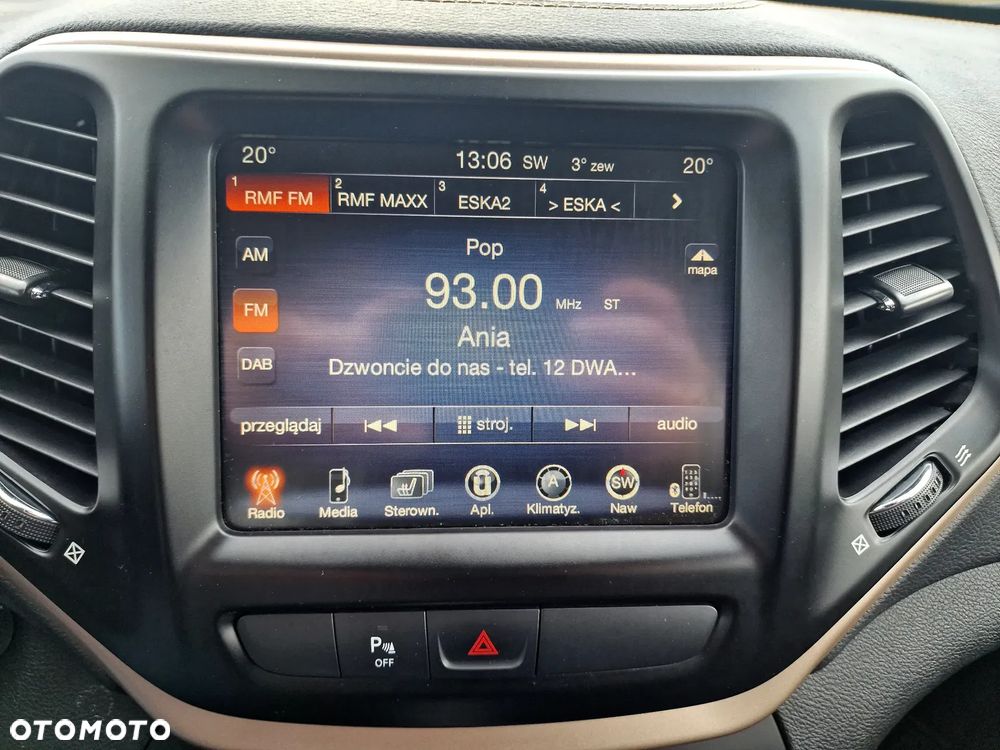 20° 13:06 SW 3° zew 20°
1 RMF FM 2 RMF MAXX 3 ESKA2 4 > ESKA < >
AM Pop mapa
FM 93.00 MHz ST
Ania
DAB Dzwoncie do nas - tel. 12 DWA...
przeglądaj stroj. audio
Radio Media Sterown. Apl. A Klimatyz. SW Naw Telefon
P OFF
OTOMOTO